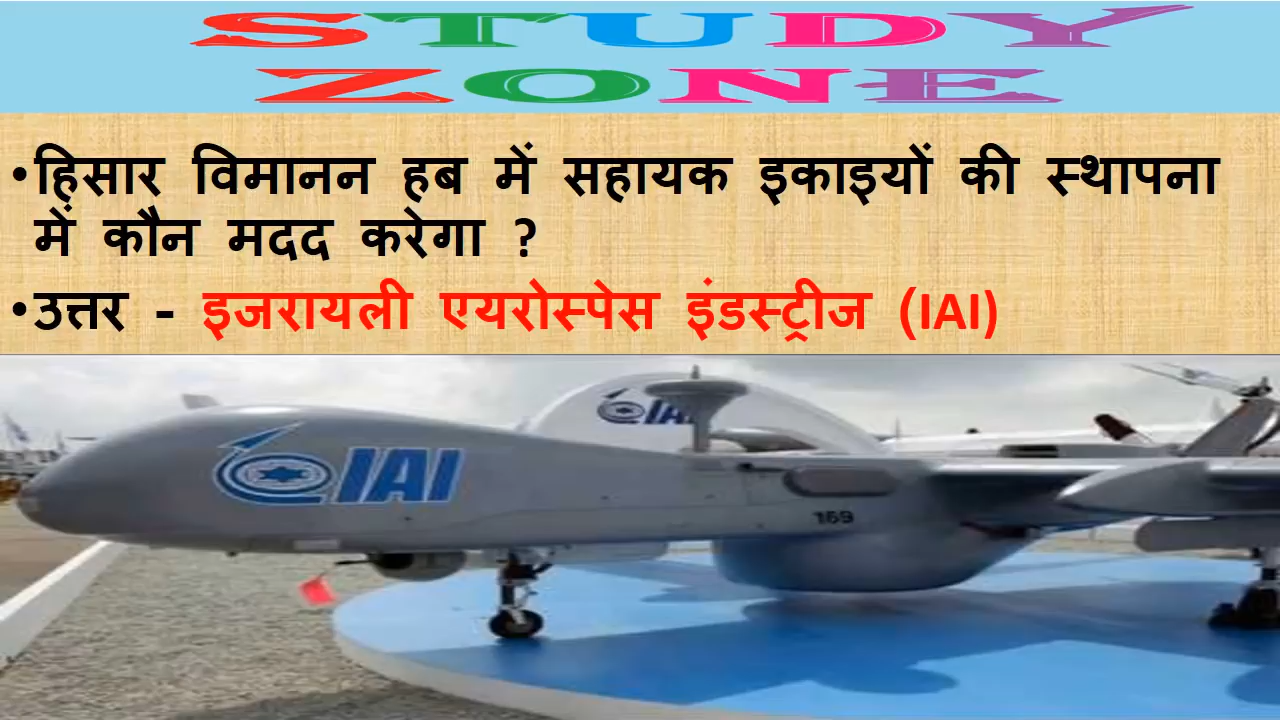 STUDY
ZONE
•हिसार विमानन हब में सहायक इकाइयों की स्थापना
में कौन मदद करेगा ?
•उत्तर - इजरायली एयरोस्पेस इंडस्ट्रीज (IAI)
IAI
IAI
169